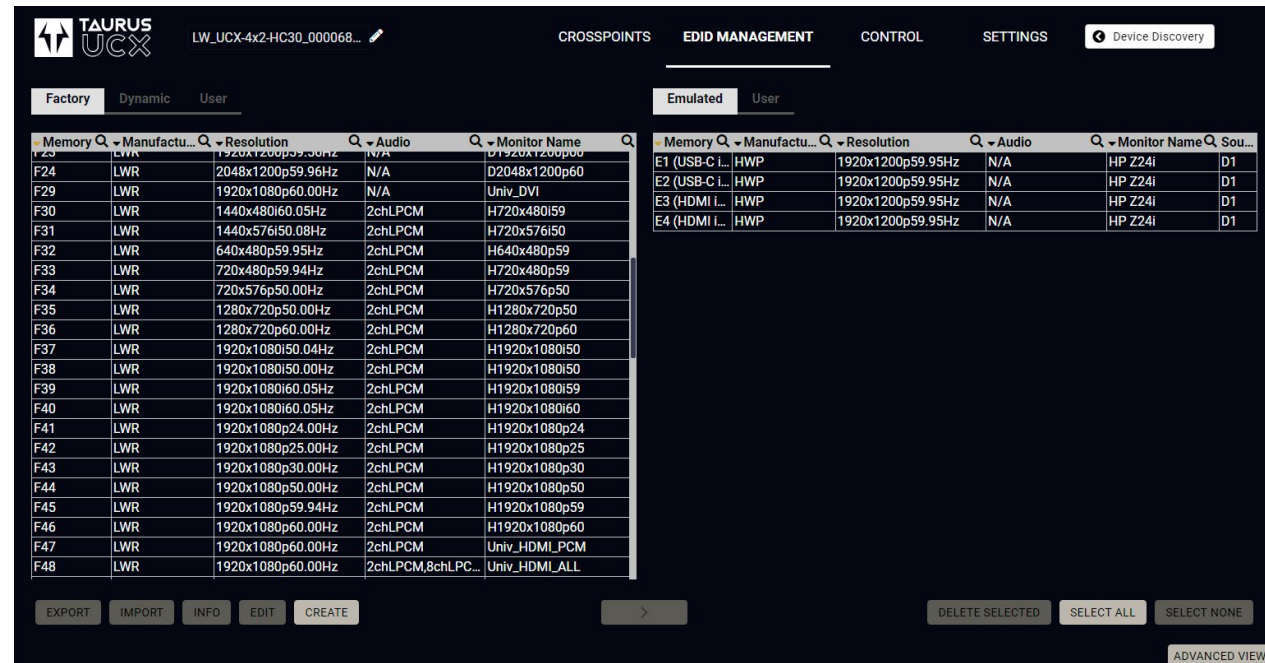 TAURUS
UCX
LW_UCX-4x2-HC30_000068...
CROSSPOINTS
EDID MANAGEMENT
CONTROL
SETTINGS
Device Discovery
Factory Dynamic User
Memory Manufactu... Resolution Audio Monitor Name
F23 LWR 1920x1200p59.50Hz N/A D1920x1200p60
F24 LWR 2048x1200p59.96Hz N/A D2048x1200p60
F29 LWR 1920x1080p60.00Hz N/A Univ_DVI
F30 LWR 1440x480i60.05Hz 2chLPCM H720x480i59
F31 LWR 1440x576i50.08Hz 2chLPCM H720x576i50
F32 LWR 640x480p59.95Hz 2chLPCM H640x480p59
F33 LWR 720x480p59.94Hz 2chLPCM H720x480p59
F34 LWR 720x576p50.00Hz 2chLPCM H720x576p50
F35 LWR 1280x720p50.00Hz 2chLPCM H1280x720p50
F36 LWR 1280x720p60.00Hz 2chLPCM H1280x720p60
F37 LWR 1920x1080i50.04Hz 2chLPCM H1920x1080i50
F38 LWR 1920x1080i50.00Hz 2chLPCM H1920x1080i50
F39 LWR 1920x1080i60.05Hz 2chLPCM H1920x1080i59
F40 LWR 1920x1080i60.05Hz 2chLPCM H1920x1080i60
F41 LWR 1920x1080p24.00Hz 2chLPCM H1920x1080p24
F42 LWR 1920x1080p25.00Hz 2chLPCM H1920x1080p25
F43 LWR 1920x1080p30.00Hz 2chLPCM H1920x1080p30
F44 LWR 1920x1080p50.00Hz 2chLPCM H1920x1080p50
F45 LWR 1920x1080p59.94Hz 2chLPCM H1920x1080p59
F46 LWR 1920x1080p60.00Hz 2chLPCM H1920x1080p60
F47 LWR 1920x1080p60.00Hz 2chLPCM Univ_HDMI_PCM
F48 LWR 1920x1080p60.00Hz 2chLPCM,8chLPC... Univ_HDMI_ALL
EXPORT IMPORT INFO EDIT CREATE
>
Emulated User
Memory Manufactu... Resolution Audio Monitor Name Sou...
E1 (USB-C i... HWP 1920x1200p59.95Hz N/A HP Z24i D1
E2 (USB-C i... HWP 1920x1200p59.95Hz N/A HP Z24i D1
E3 (HDMI i... HWP 1920x1200p59.95Hz N/A HP Z24i D1
E4 (HDMI i... HWP 1920x1200p59.95Hz N/A HP Z24i D1
DELETE SELECTED SELECT ALL SELECT NONE
ADVANCED VIEW